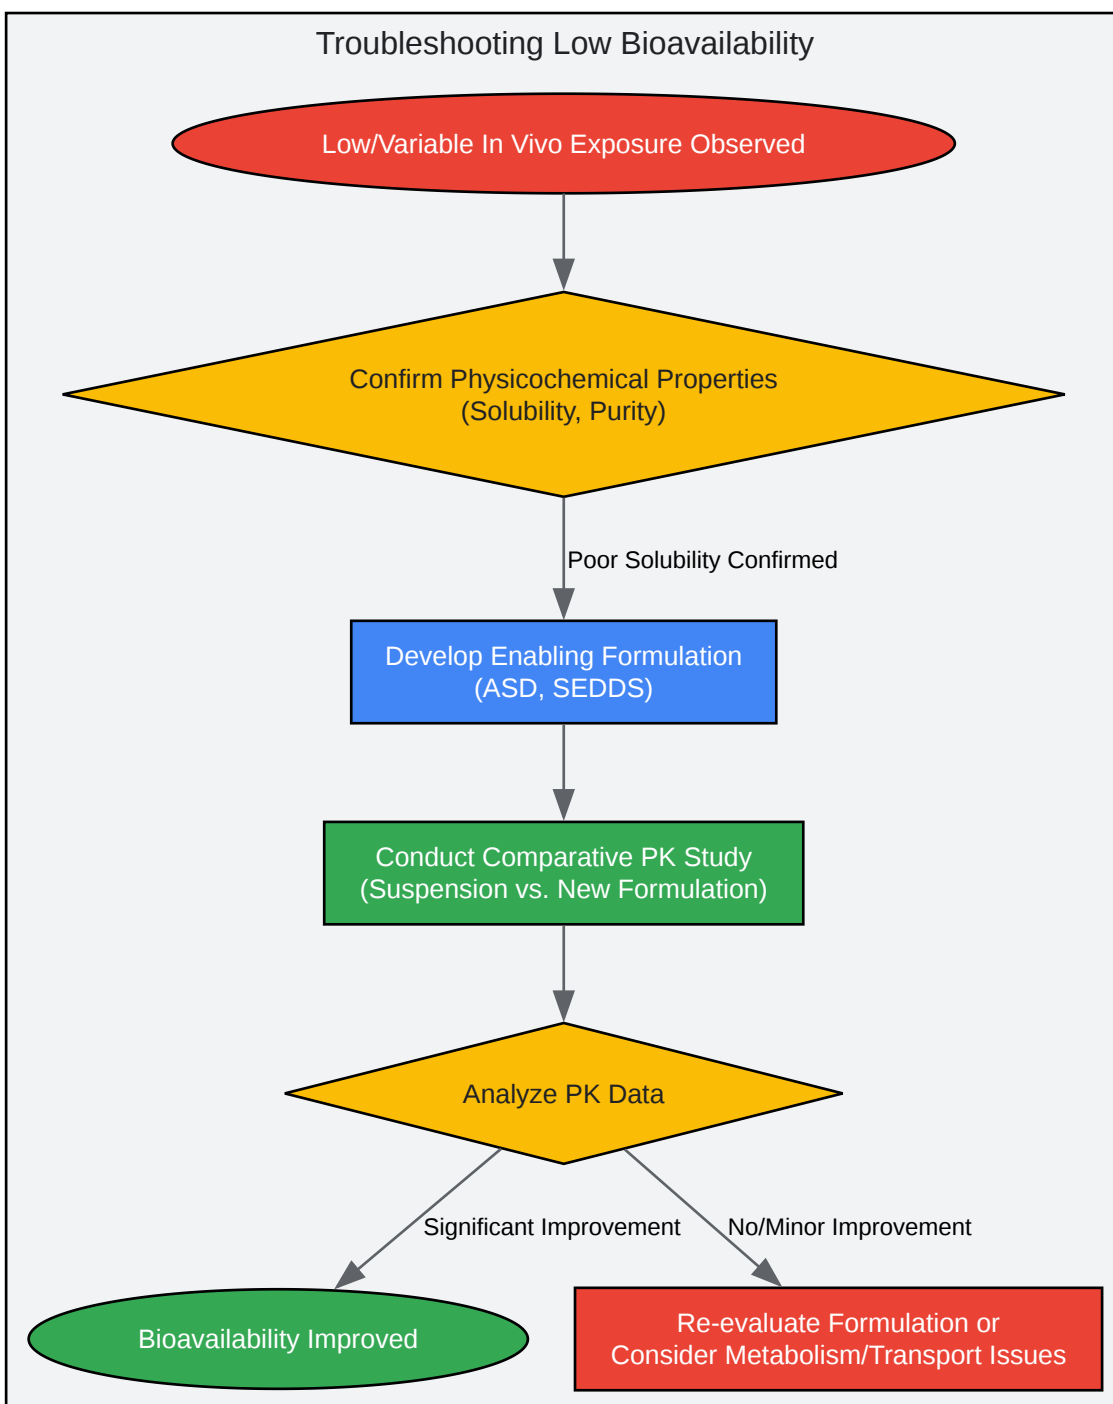 Troubleshooting Low Bioavailability
Low/Variable In Vivo Exposure Observed
Confirm Physicochemical Properties
(Solubility, Purity)
Poor Solubility Confirmed
Develop Enabling Formulation
(ASD, SEDDS)
Conduct Comparative PK Study
(Suspension vs. New Formulation)
Analyze PK Data
Significant Improvement
No/Minor Improvement
Bioavailability Improved
Re-evaluate Formulation or
Consider Metabolism/Transport Issues